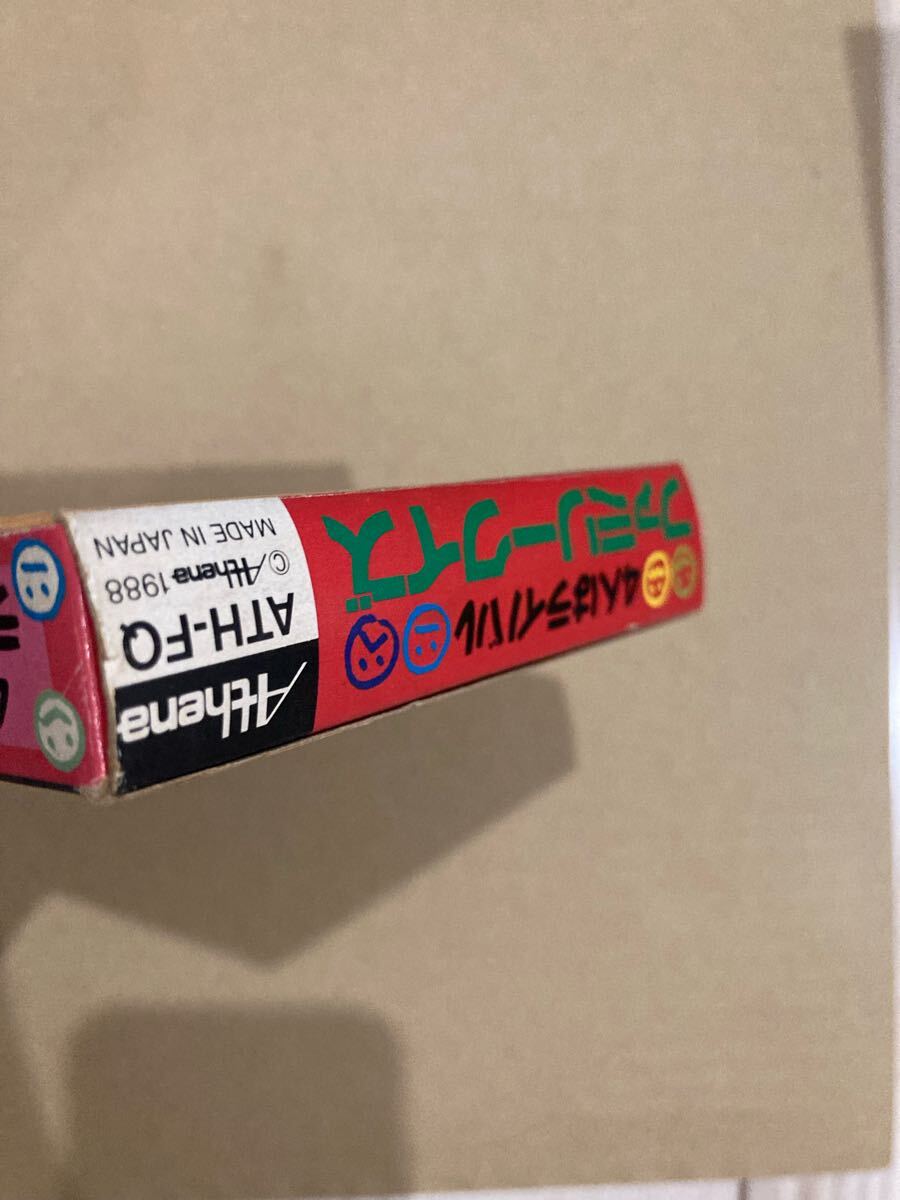 4人はライバル
ファミリークイズ
Athena
ATH-FQ
©Athena 1988
MADE IN JAPAN